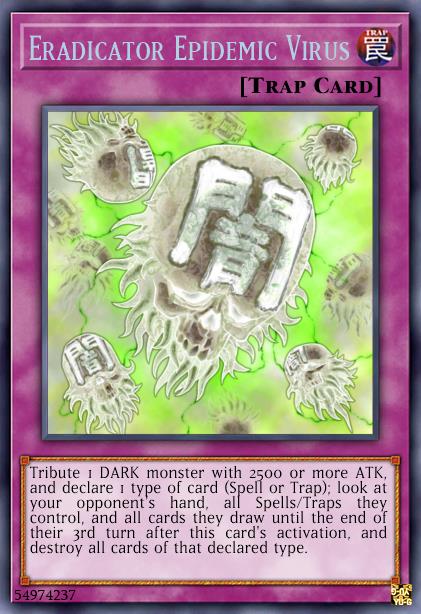 Eradicator Epidemic Virus
TRAP
罠
[Trap Card]
闇
闇
Tribute 1 DARK monster with 2500 or more ATK,
and declare 1 type of card (Spell or Trap); look at
your opponent's hand, all Spells/Traps they
control, and all cards they draw until the end of
their 3rd turn after this card's activation, and
destroy all cards of that declared type.
54974237